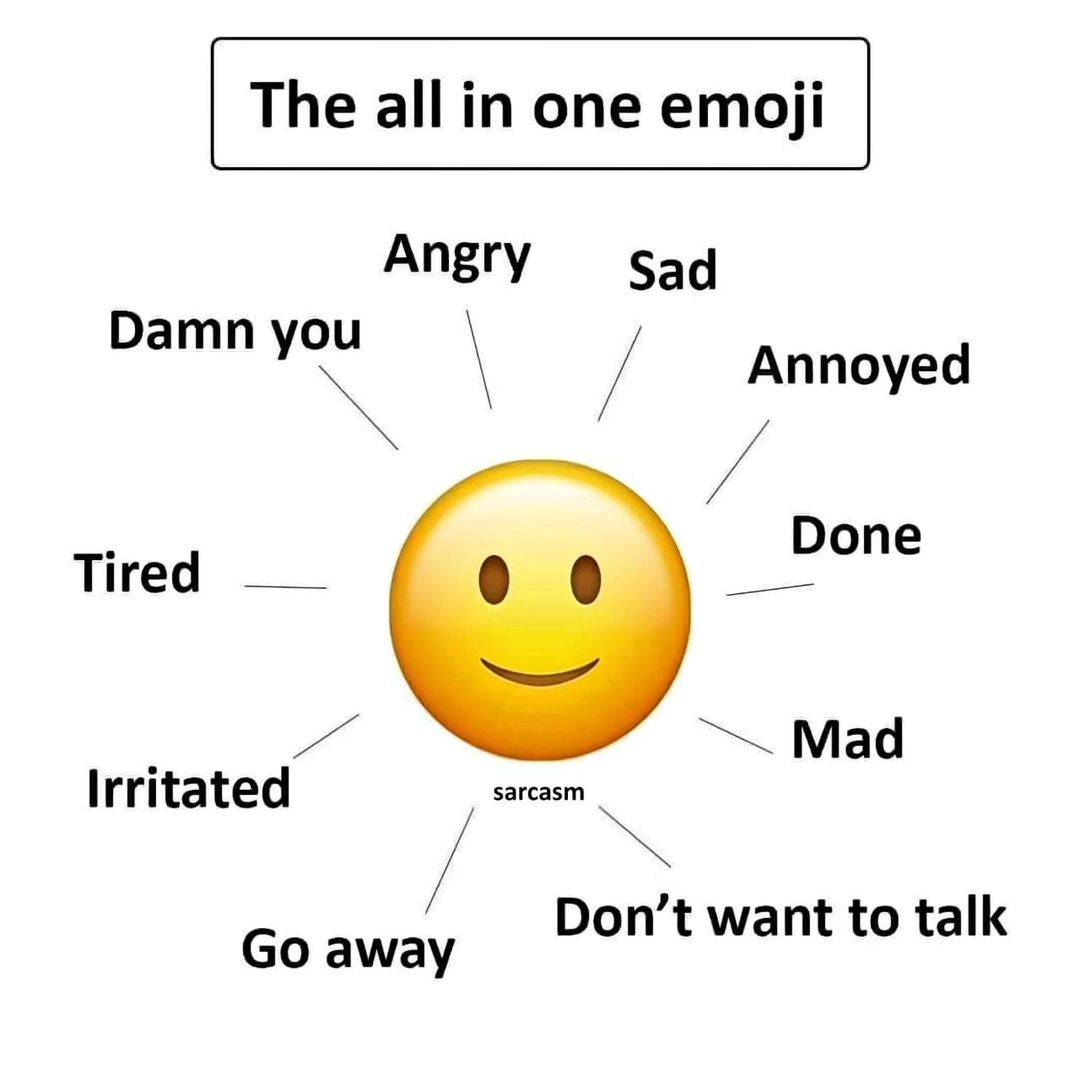 The all in one emoji
Angry
Sad
Damn you
Annoyed
Done
Tired
Mad
Irritated
sarcasm
Don’t want to talk
Go away